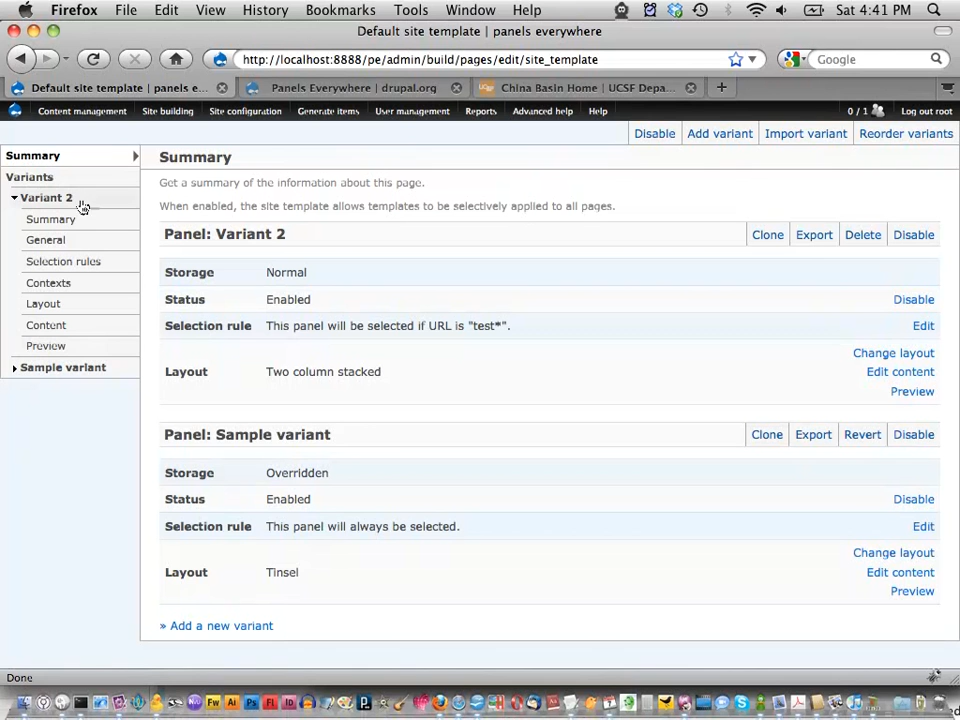 Firefox File Edit View History Bookmarks Tools Window Help Sat 4:41 PM
Default site template | panels everywhere
http://localhost:8888/pe/admin/build/pages/edit/site_template Google
Default site template | panels e... Panels Everywhere | drupal.org China Basin Home | UCSF Depa...
Content management Site building Site configuration Generate items User management Reports Advanced help Help 0 / 1 Log out root
Disable Add variant Import variant Reorder variants
Summary
Variants
Variant 2
Summary
General
Selection rules
Contexts
Layout
Content
Preview
Sample variant
Summary
Get a summary of the information about this page.
When enabled, the site template allows templates to be selectively applied to all pages.
Panel: Variant 2 Clone Export Delete Disable
Storage Normal
Status Enabled Disable
Selection rule This panel will be selected if URL is "test*". Edit
Change layout
Layout Two column stacked Edit content
Preview
Panel: Sample variant Clone Export Revert Disable
Storage Overridden
Status Enabled Disable
Selection rule This panel will always be selected. Edit
Change layout
Layout Tinsel Edit content
Preview
» Add a new variant
Done
Fw Ai Ps Fl Id